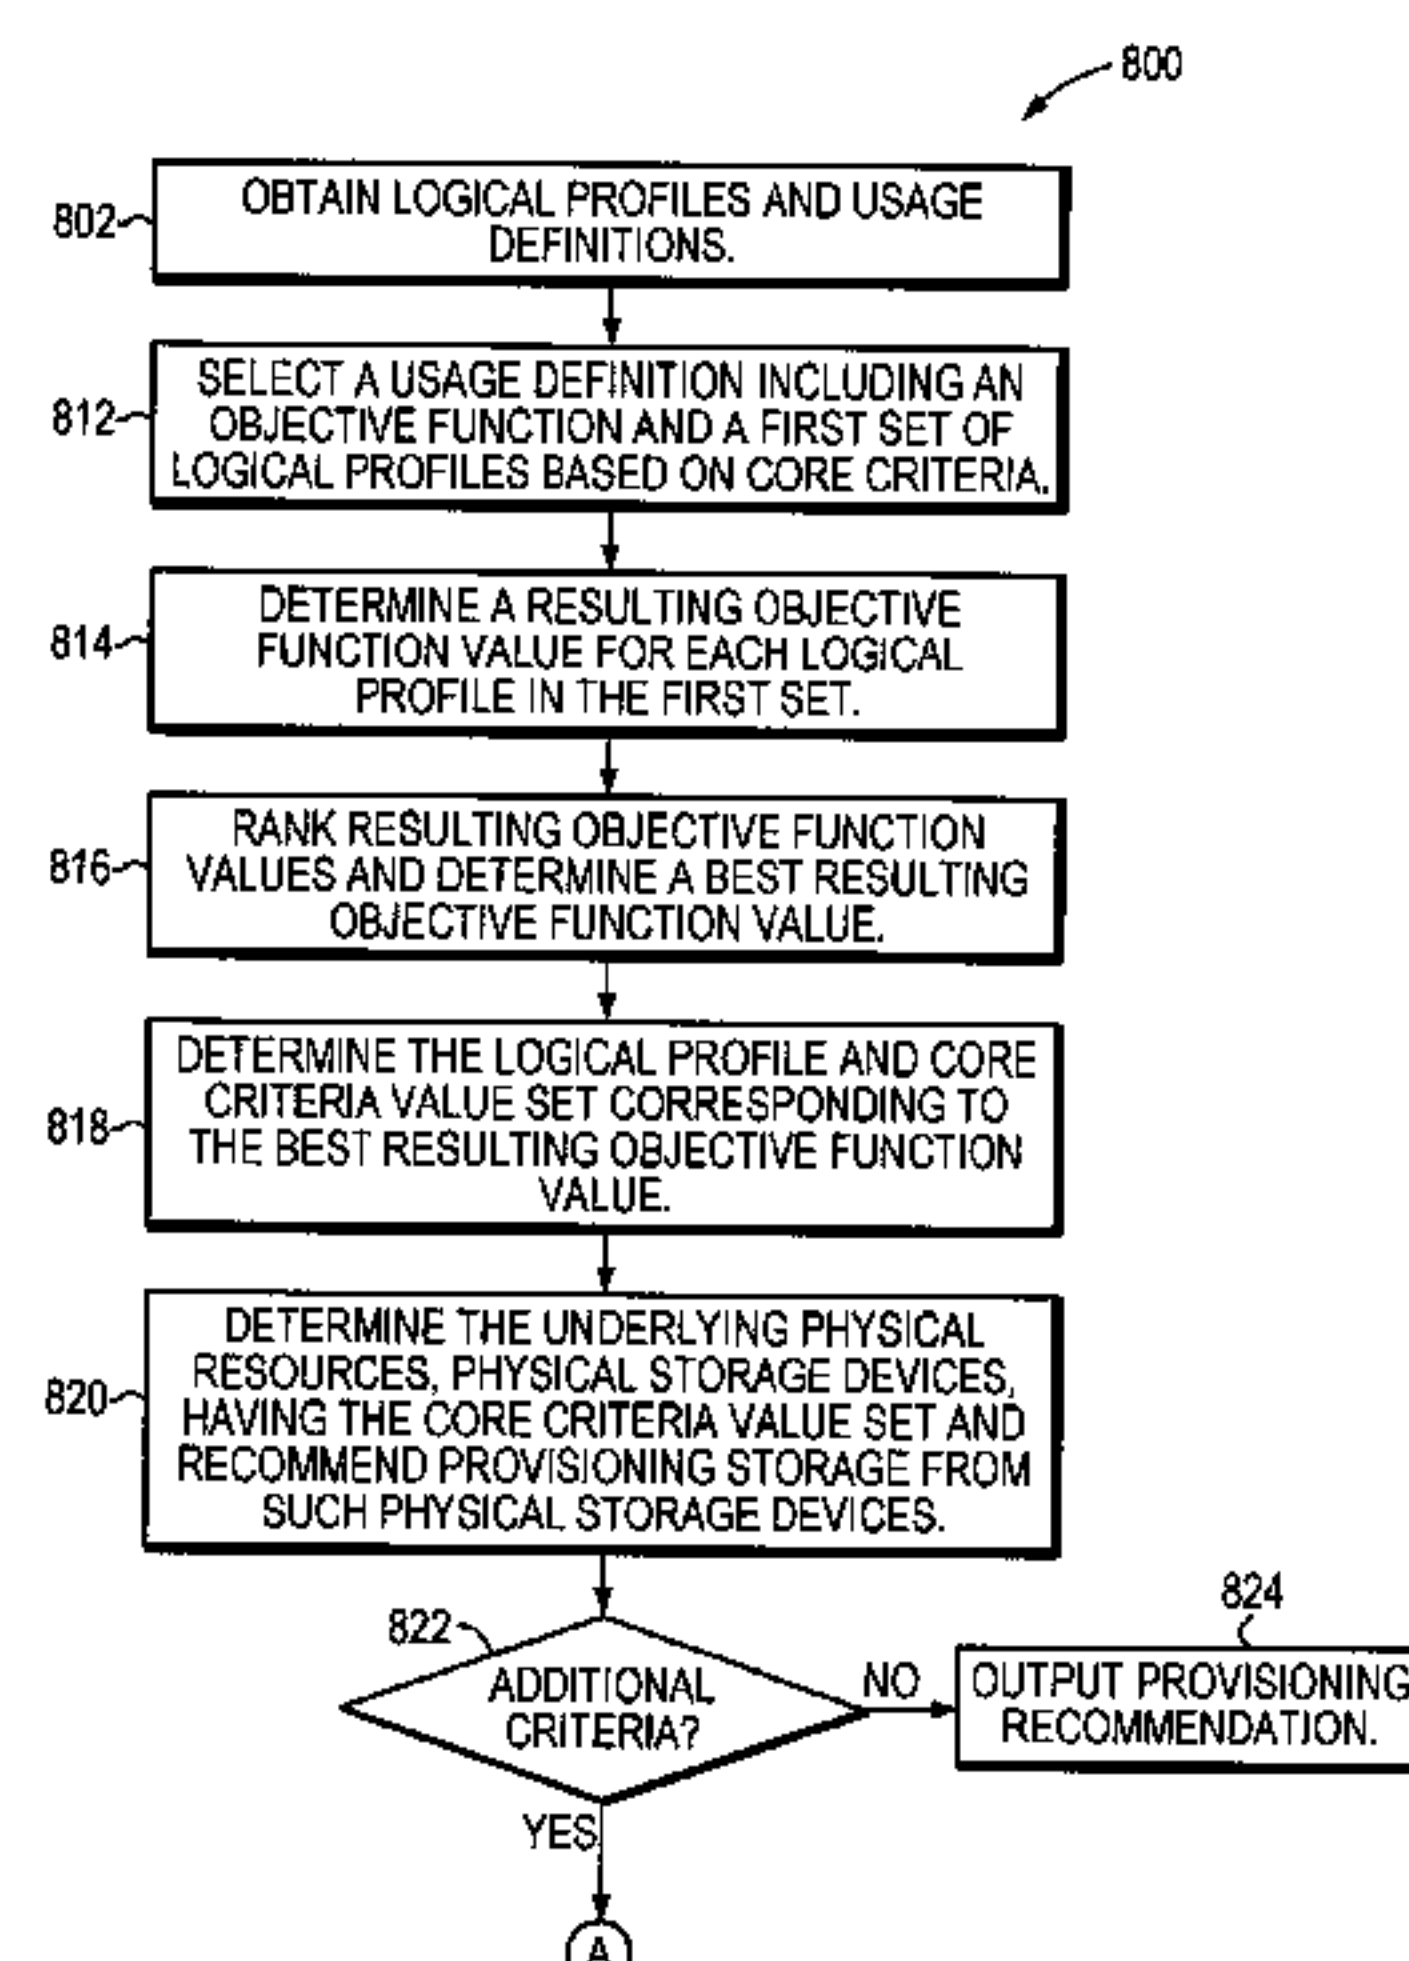 800
802
OBTAIN LOGICAL PROFILES AND USAGE
DEFINITIONS.
812
SELECT A USAGE DEFINITION INCLUDING AN
OBJECTIVE FUNCTION AND A FIRST SET OF
LOGICAL PROFILES BASED ON CORE CRITERIA.
814
DETERMINE A RESULTING OBJECTIVE
FUNCTION VALUE FOR EACH LOGICAL
PROFILE IN THE FIRST SET.
816
RANK RESULTING OBJECTIVE FUNCTION
VALUES AND DETERMINE A BEST RESULTING
OBJECTIVE FUNCTION VALUE.
818
DETERMINE THE LOGICAL PROFILE AND CORE
CRITERIA VALUE SET CORRESPONDING TO
THE BEST RESULTING OBJECTIVE FUNCTION
VALUE.
820
DETERMINE THE UNDERLYING PHYSICAL
RESOURCES, PHYSICAL STORAGE DEVICES,
HAVING THE CORE CRITERIA VALUE SET AND
RECOMMEND PROVISIONING STORAGE FROM
SUCH PHYSICAL STORAGE DEVICES.
822
ADDITIONAL
CRITERIA?
NO
824
OUTPUT PROVISIONING
RECOMMENDATION.
YES
A